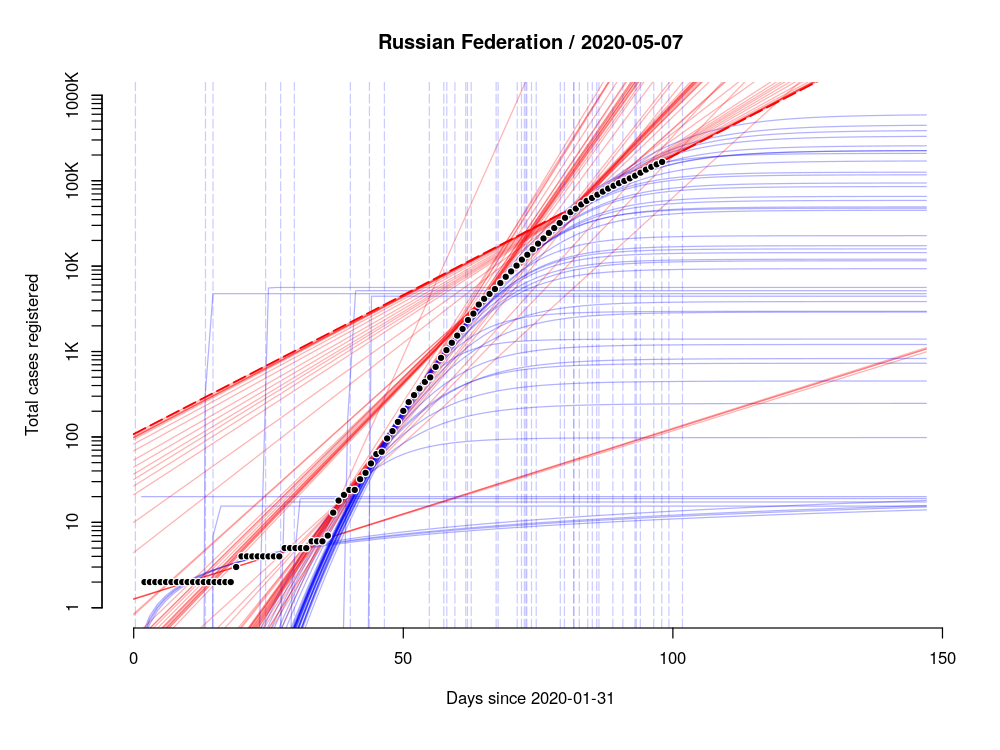 Russian Federation / 2020-05-07
Total cases registered
1000K
100K
10K
1K
100
10
1
0
50
100
150
Days since 2020-01-31